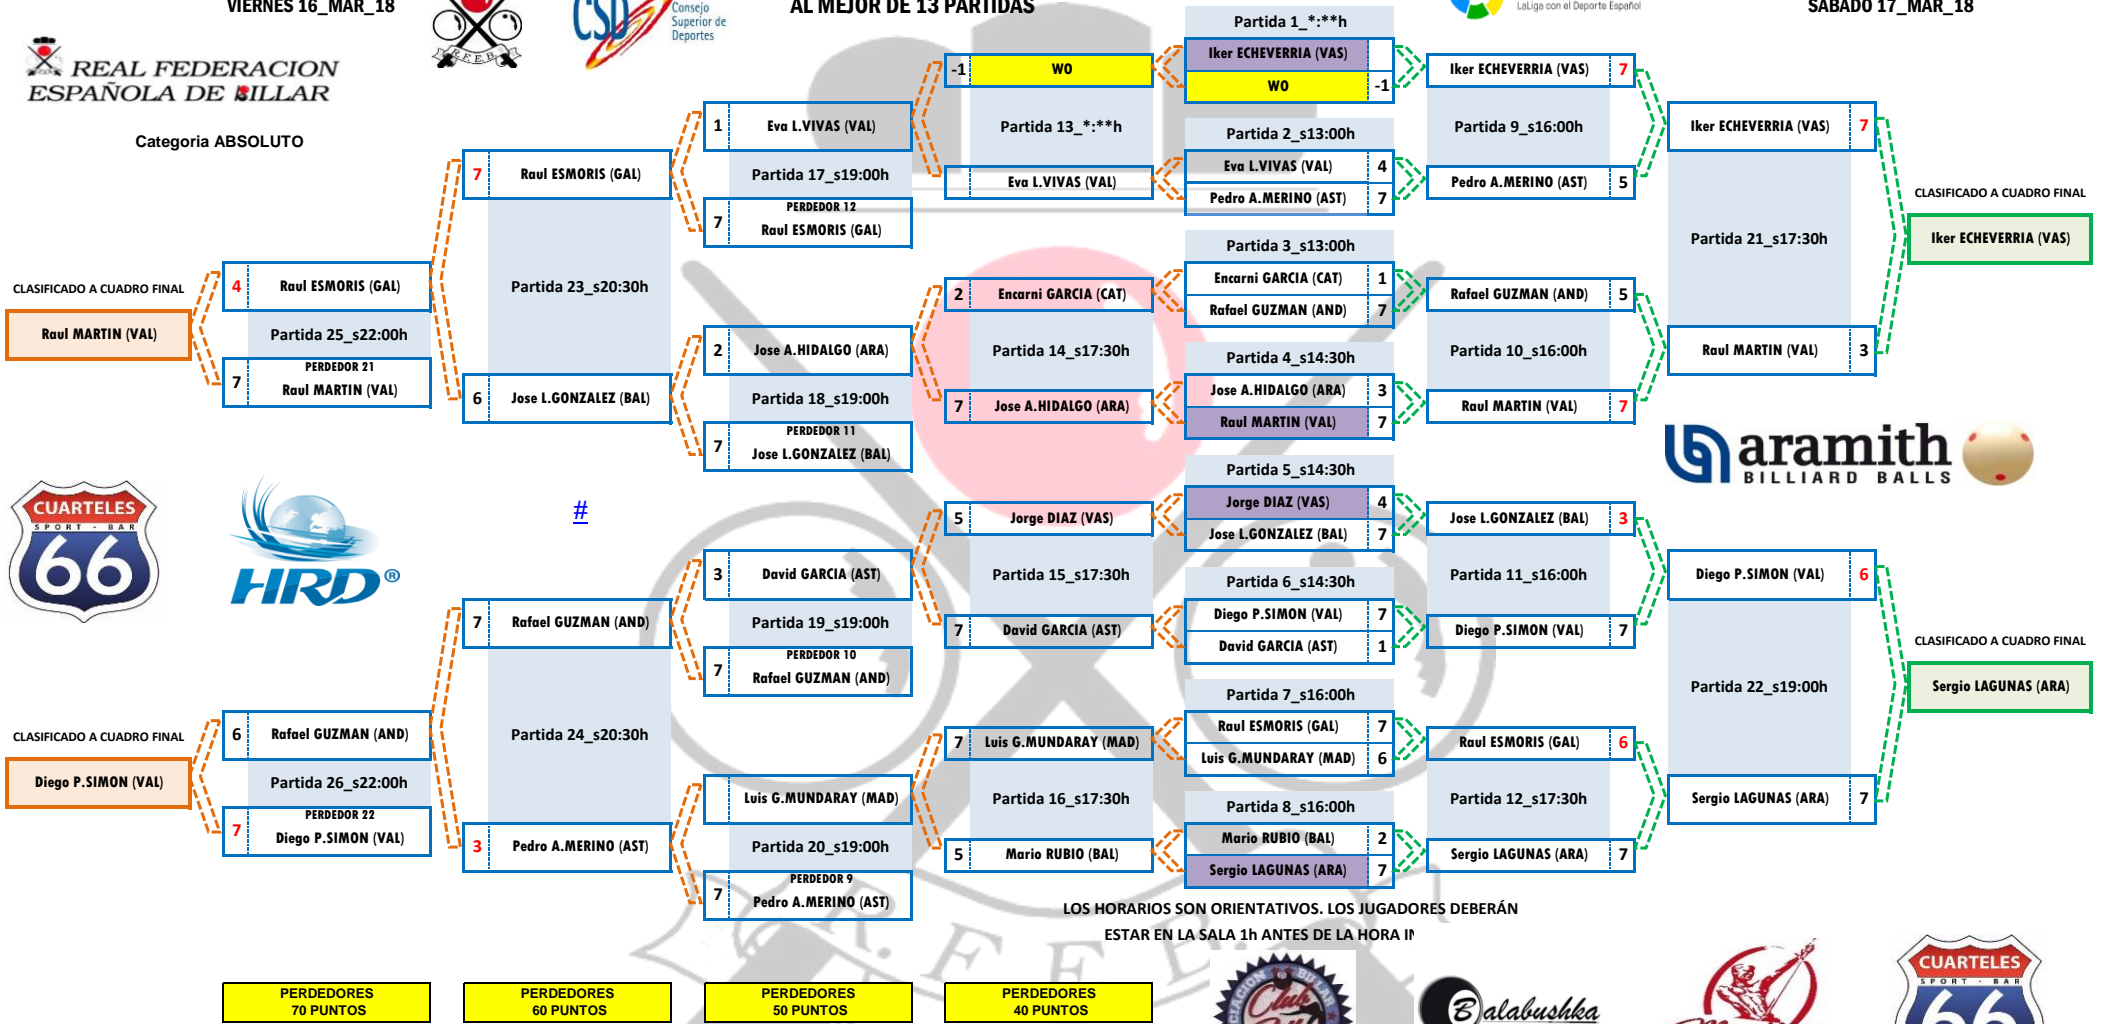 VIERNES 16_MAR_18
AL MEJOR DE 13 PARTIDAS
SABADO 17_MAR_18
R.F.E.B.
CSD Consejo
Superior de
Deportes
LaLiga con el Deporte Español
REAL FEDERACION
ESPAÑOLA DE BILLAR
Categoria ABSOLUTO
CLASIFICADO A CUADRO FINAL
Raul MARTIN (VAL)
4 Raul ESMORIS (GAL)
Partida 25_s22:00h
PERDEDOR 21
7 Raul MARTIN (VAL)
CLASIFICADO A CUADRO FINAL
Diego P.SIMON (VAL)
6 Rafael GUZMAN (AND)
Partida 26_s22:00h
PERDEDOR 22
7 Diego P.SIMON (VAL)
7 Raul ESMORIS (GAL)
Partida 23_s20:30h
6 Jose L.GONZALEZ (BAL)
#
7 Rafael GUZMAN (AND)
Partida 24_s20:30h
3 Pedro A.MERINO (AST)
1 Eva L.VIVAS (VAL)
Partida 17_s19:00h
PERDEDOR 12
7 Raul ESMORIS (GAL)
2 Jose A.HIDALGO (ARA)
Partida 18_s19:00h
PERDEDOR 11
7 Jose L.GONZALEZ (BAL)
3 David GARCIA (AST)
Partida 19_s19:00h
PERDEDOR 10
7 Rafael GUZMAN (AND)
Luis G.MUNDARAY (MAD)
Partida 20_s19:00h
PERDEDOR 9
7 Pedro A.MERINO (AST)
-1 WO
Partida 13_*:**h
Eva L.VIVAS (VAL)
2 Encarni GARCIA (CAT)
Partida 14_s17:30h
7 Jose A.HIDALGO (ARA)
5 Jorge DIAZ (VAS)
Partida 15_s17:30h
7 David GARCIA (AST)
7 Luis G.MUNDARAY (MAD)
Partida 16_s17:30h
5 Mario RUBIO (BAL)
Partida 1_*:**h
Iker ECHEVERRIA (VAS)
WO -1
Partida 2_s13:00h
Eva L.VIVAS (VAL) 4
Pedro A.MERINO (AST) 7
Partida 3_s13:00h
Encarni GARCIA (CAT) 1
Rafael GUZMAN (AND) 7
Partida 4_s14:30h
Jose A.HIDALGO (ARA) 3
Raul MARTIN (VAL) 7
Partida 5_s14:30h
Jorge DIAZ (VAS) 4
Jose L.GONZALEZ (BAL) 7
Partida 6_s14:30h
Diego P.SIMON (VAL) 7
David GARCIA (AST) 1
Partida 7_s16:00h
Raul ESMORIS (GAL) 7
Luis G.MUNDARAY (MAD) 6
Partida 8_s16:00h
Mario RUBIO (BAL) 2
Sergio LAGUNAS (ARA) 7
Iker ECHEVERRIA (VAS) 7
Partida 9_s16:00h
Pedro A.MERINO (AST) 5
Rafael GUZMAN (AND) 5
Partida 10_s16:00h
Raul MARTIN (VAL) 7
Jose L.GONZALEZ (BAL) 3
Partida 11_s16:00h
Diego P.SIMON (VAL) 7
Raul ESMORIS (GAL) 6
Partida 12_s17:30h
Sergio LAGUNAS (ARA) 7
Iker ECHEVERRIA (VAS) 7
Partida 21_s17:30h
Raul MARTIN (VAL) 3
Diego P.SIMON (VAL) 6
Partida 22_s19:00h
Sergio LAGUNAS (ARA) 7
CLASIFICADO A CUADRO FINAL
Iker ECHEVERRIA (VAS)
CLASIFICADO A CUADRO FINAL
Sergio LAGUNAS (ARA)
aramith
BILLIARD BALLS
CUARTELES
SPORT - BAR
66
HRD®
R.F.E.B.
LOS HORARIOS SON ORIENTATIVOS. LOS JUGADORES DEBERÁN
ESTAR EN LA SALA 1h ANTES DE LA HORA
PERDEDORES
70 PUNTOS
PERDEDORES
60 PUNTOS
PERDEDORES
50 PUNTOS
PERDEDORES
40 PUNTOS
Club
Balabushka
CUARTELES
SPORT - BAR
66